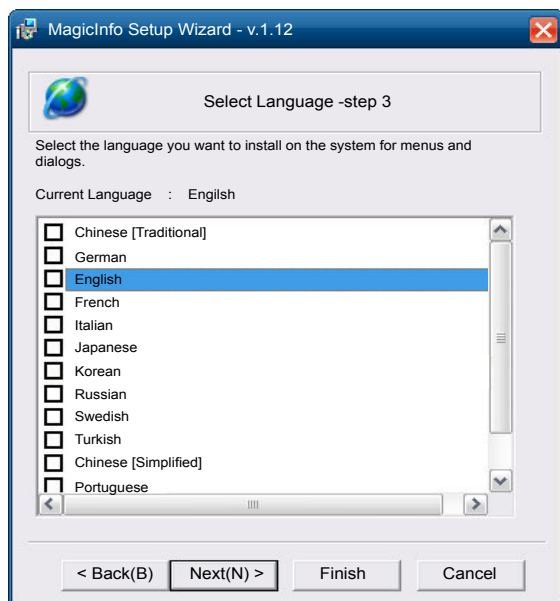 MagicInfo Setup Wizard - v.1.12
Select Language -step 3
Select the language you want to install on the system for menus and
dialogs.
Current Language : Engilsh
Chinese [Traditional]
German
English
French
Italian
Japanese
Korean
Russian
Swedish
Turkish
Chinese [Simplified]
Portuguese
< Back(B) Next(N) > Finish Cancel